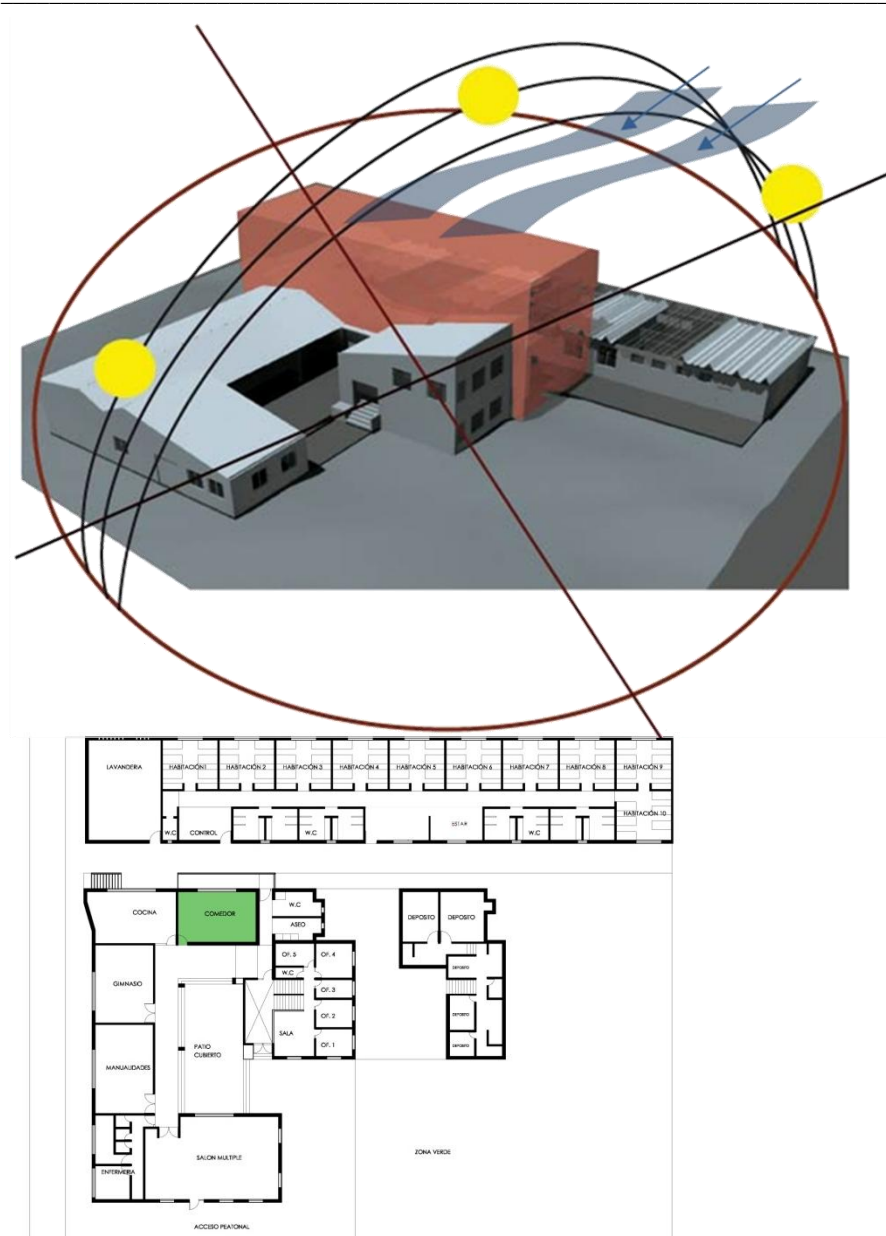 LAVANDERIA
HABITACIÓN1
HABITACIÓN 2
HABITACIÓN 3
HABITACIÓN 4
HABITACIÓN 5
HABITACIÓN 6
HABITACIÓN 7
HABITACIÓN 8
HABITACIÓN 9
HABITACIÓN 10
W.C
CONTROL
W.C
ESTAR
W.C
COCINA
COMEDOR
W.C
ASEO
DEPOSITO
DEPOSITO
OF. 5
OF. 4
W.C
DEPOSITO
GIMNASIO
OF. 3
OF. 2
DEPOSITO
SALA
OF. 1
DEPOSITO
PATIO
CUBIERTO
MANUALIDADES
SALON MULTIPLE
ENFERMERIA
ZONA VERDE
ACCESO PEATONAL